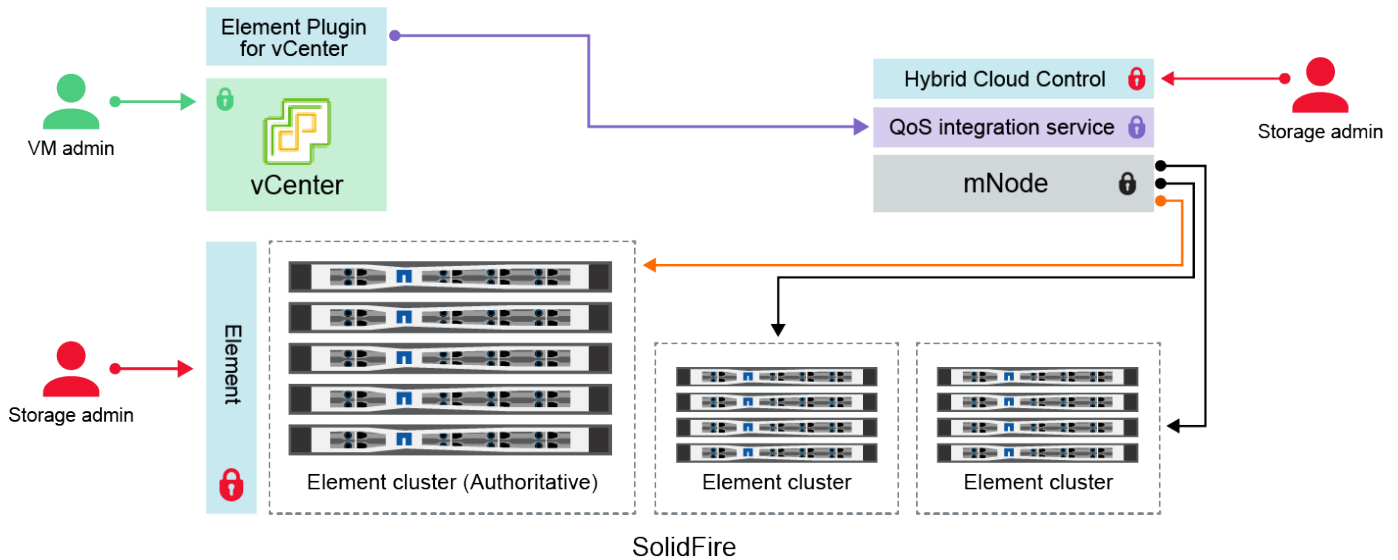 Element Plugin
for vCenter
Hybrid Cloud Control
QoS integration service
VM admin
Storage admin
vCenter
mNode
Element
Storage admin
Element cluster (Authoritative)
Element cluster
Element cluster
SolidFire